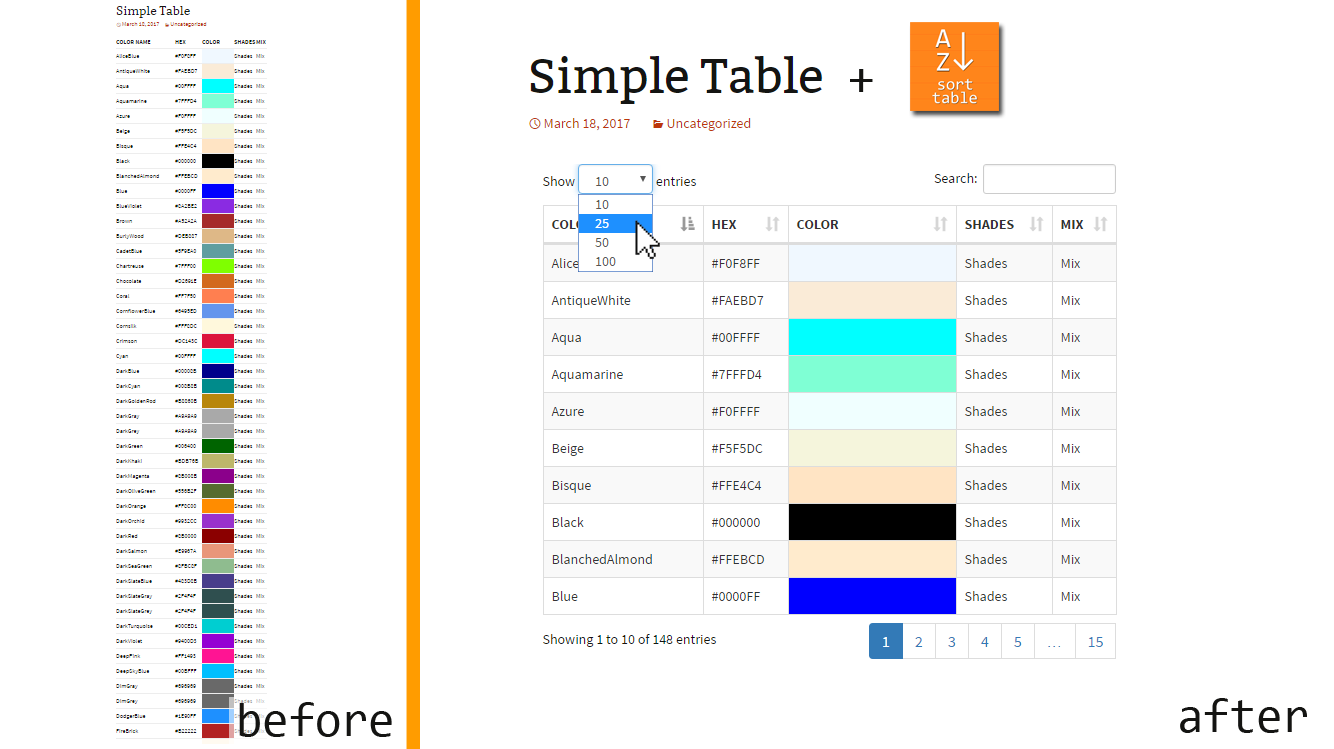 Simple Table
March 18, 2017 Uncategorized
COLOR NAME HEX COLOR SHADES MIX
AliceBlue #F0F8FF Shades Mix
AntiqueWhite #FAEBD7 Shades Mix
Aqua #00FFFF Shades Mix
Aquamarine #7FFFD4 Shades Mix
Azure #F0FFFF Shades Mix
Beige #F5F5DC Shades Mix
Bisque #FFE4C4 Shades Mix
Black #000000 Shades Mix
BlanchedAlmond #FFEBCD Shades Mix
Blue #0000FF Shades Mix
BlueViolet #8A2BE2 Shades Mix
Brown #A52A2A Shades Mix
BurlyWood #DEB887 Shades Mix
CadetBlue #5F9EA0 Shades Mix
Chartreuse #7FFF00 Shades Mix
Chocolate #D2691E Shades Mix
Coral #FF7F50 Shades Mix
CornflowerBlue #6495ED Shades Mix
Cornsilk #FFF8DC Shades Mix
Crimson #DC143C Shades Mix
Cyan #00FFFF Shades Mix
DarkBlue #00008B Shades Mix
DarkCyan #008B8B Shades Mix
DarkGoldenRod #B8860B Shades Mix
DarkGray #A9A9A9 Shades Mix
DarkGrey #A9A9A9 Shades Mix
DarkGreen #006400 Shades Mix
DarkKhaki #BDB76B Shades Mix
DarkMagenta #8B008B Shades Mix
DarkOliveGreen #556B2F Shades Mix
DarkOrange #FF8C00 Shades Mix
DarkOrchid #9932CC Shades Mix
DarkRed #8B0000 Shades Mix
DarkSalmon #E9967A Shades Mix
DarkSeaGreen #8FBC8F Shades Mix
DarkSlateBlue #483D8B Shades Mix
DarkSlateGray #2F4F4F Shades Mix
DarkSlateGrey #2F4F4F Shades Mix
DarkTurquoise #00CED1 Shades Mix
DarkViolet #9400D3 Shades Mix
DeepPink #FF1493 Shades Mix
DeepSkyBlue #00BFFF Shades Mix
DimGray #696969 Shades Mix
DimGrey #696969 Shades Mix
DodgerBlue #1E90FF
FireBrick #B22222
before
Simple Table +
A
Z
sort
table
March 18, 2017 Uncategorized
Show 10 entries Search:
10
25
50
100
COL HEX COLOR SHADES MIX
Alice #F0F8FF Shades Mix
AntiqueWhite #FAEBD7 Shades Mix
Aqua #00FFFF Shades Mix
Aquamarine #7FFFD4 Shades Mix
Azure #F0FFFF Shades Mix
Beige #F5F5DC Shades Mix
Bisque #FFE4C4 Shades Mix
Black #000000 Shades Mix
BlanchedAlmond #FFEBCD Shades Mix
Blue #0000FF Shades Mix
Showing 1 to 10 of 148 entries 1 2 3 4 5 ... 15
after